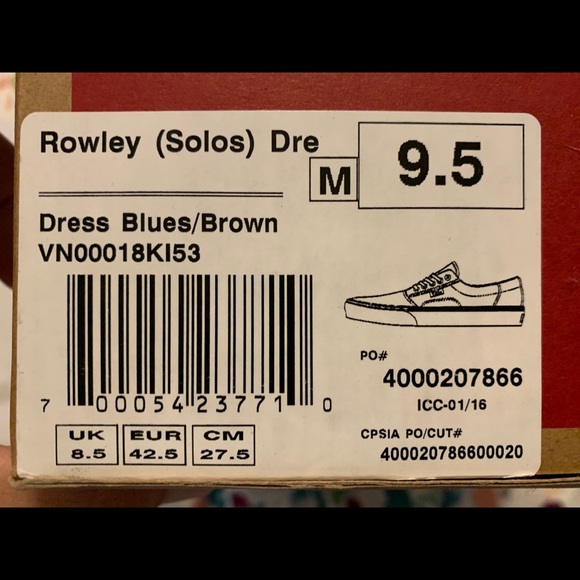 Rowley (Solos) Dre
M
9.5
Dress Blues/Brown
VN00018KI53
7 00054 23771 0
PO#
4000207866
ICC-01/16
UK EUR CM
8.5 42.5 27.5
CPSIA PO/CUT#
400020786600020